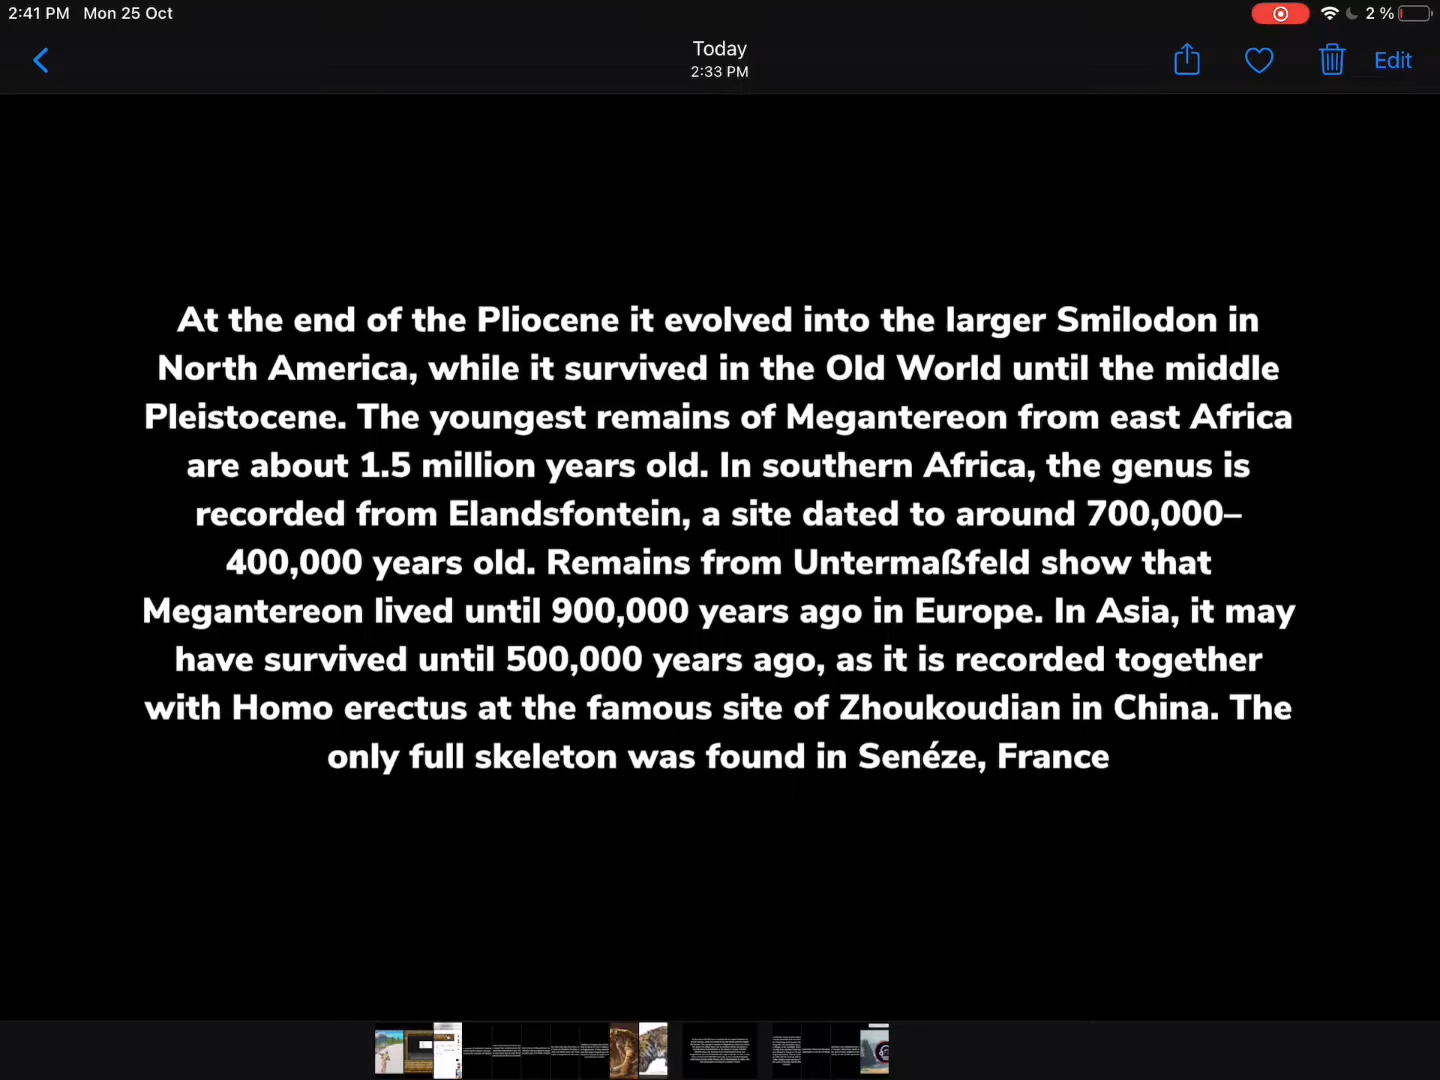 2:41 PM Mon 25 Oct
2 %
Today
2:33 PM
Edit
At the end of the Pliocene it evolved into the larger Smilodon in
North America, while it survived in the Old World until the middle
Pleistocene. The youngest remains of Megantereon from east Africa
are about 1.5 million years old. In southern Africa, the genus is
recorded from Elandsfontein, a site dated to around 700,000–
400,000 years old. Remains from Untermaßfeld show that
Megantereon lived until 900,000 years ago in Europe. In Asia, it may
have survived until 500,000 years ago, as it is recorded together
with Homo erectus at the famous site of Zhoukoudian in China. The
only full skeleton was found in Senéze, France